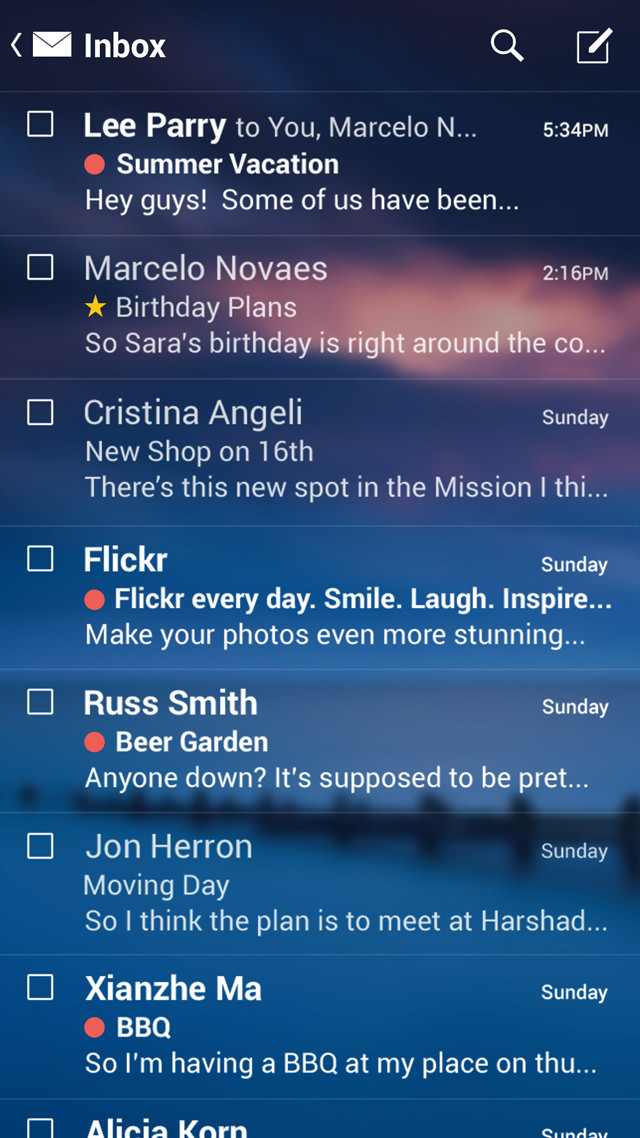 Inbox
Lee Parry to You, Marcelo N... 5:34PM
Summer Vacation
Hey guys!  Some of us have been...
Marcelo Novaes 2:16PM
Birthday Plans
So Sara's birthday is right around the co...
Cristina Angeli Sunday
New Shop on 16th
There's this new spot in the Mission I thi...
Flickr Sunday
Flickr every day. Smile. Laugh. Inspire...
Make your photos even more stunning...
Russ Smith Sunday
Beer Garden
Anyone down? It's supposed to be pret...
Jon Herron Sunday
Moving Day
So I think the plan is to meet at Harshad...
Xianzhe Ma Sunday
BBQ
So I'm having a BBQ at my place on thu...
Alicia Korn Sunday